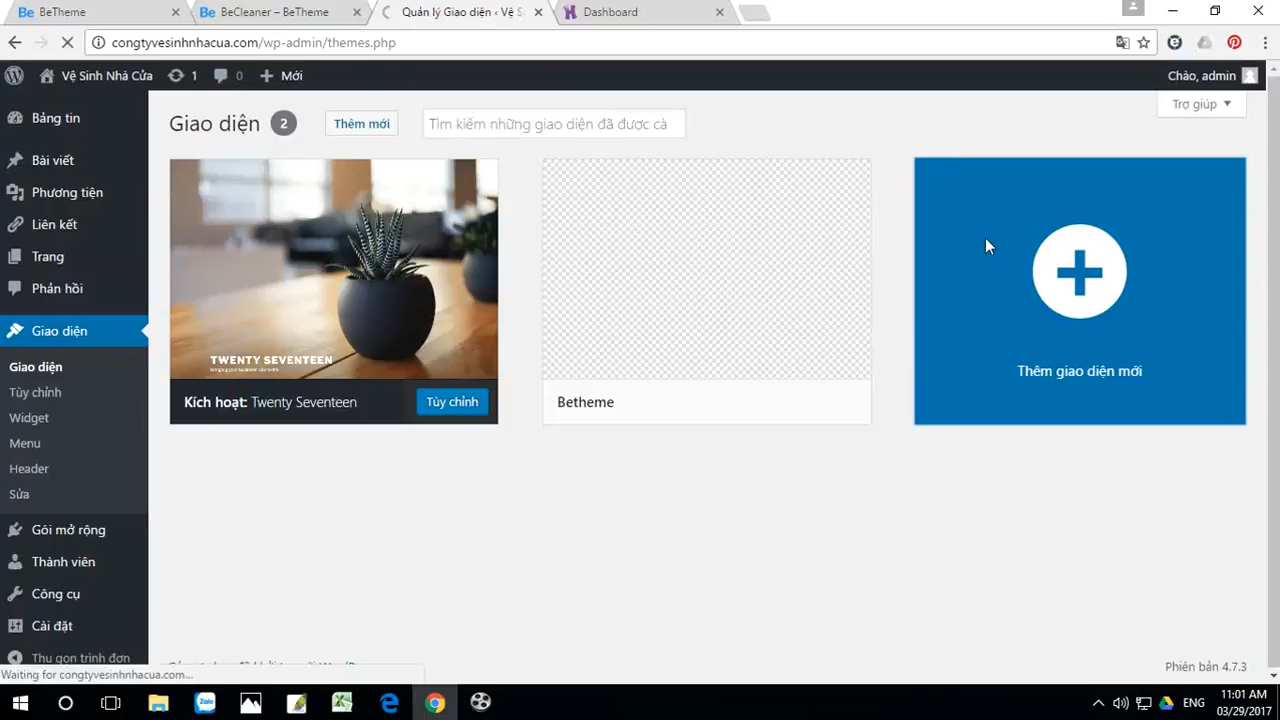 BeTheme
BeCleaner – BeTheme
Quản lý Giao diện ‹ Vệ S
Dashboard
congtyvesinhnhacua.com/wp-admin/themes.php
Vệ Sinh Nhà Cửa
1
0
Mới
Chào, admin
Trợ giúp
Bảng tin
Bài viết
Phương tiện
Liên kết
Trang
Phản hồi
Giao diện
Giao diện
Tùy chỉnh
Widget
Menu
Header
Sửa
Gói mở rộng
Thành viên
Công cụ
Cài đặt
Thu gọn trình đơn
Giao diện 2
Thêm mới
Tìm kiếm những giao diện đã được cà
TWENTY SEVENTEEN
Kích hoạt: Twenty Seventeen
Tùy chỉnh
Betheme
Thêm giao diện mới
Phiên bản 4.7.3
Waiting for congtyvesinhnhacua.com...
Zalo
ENG
11:01 AM
03/29/2017